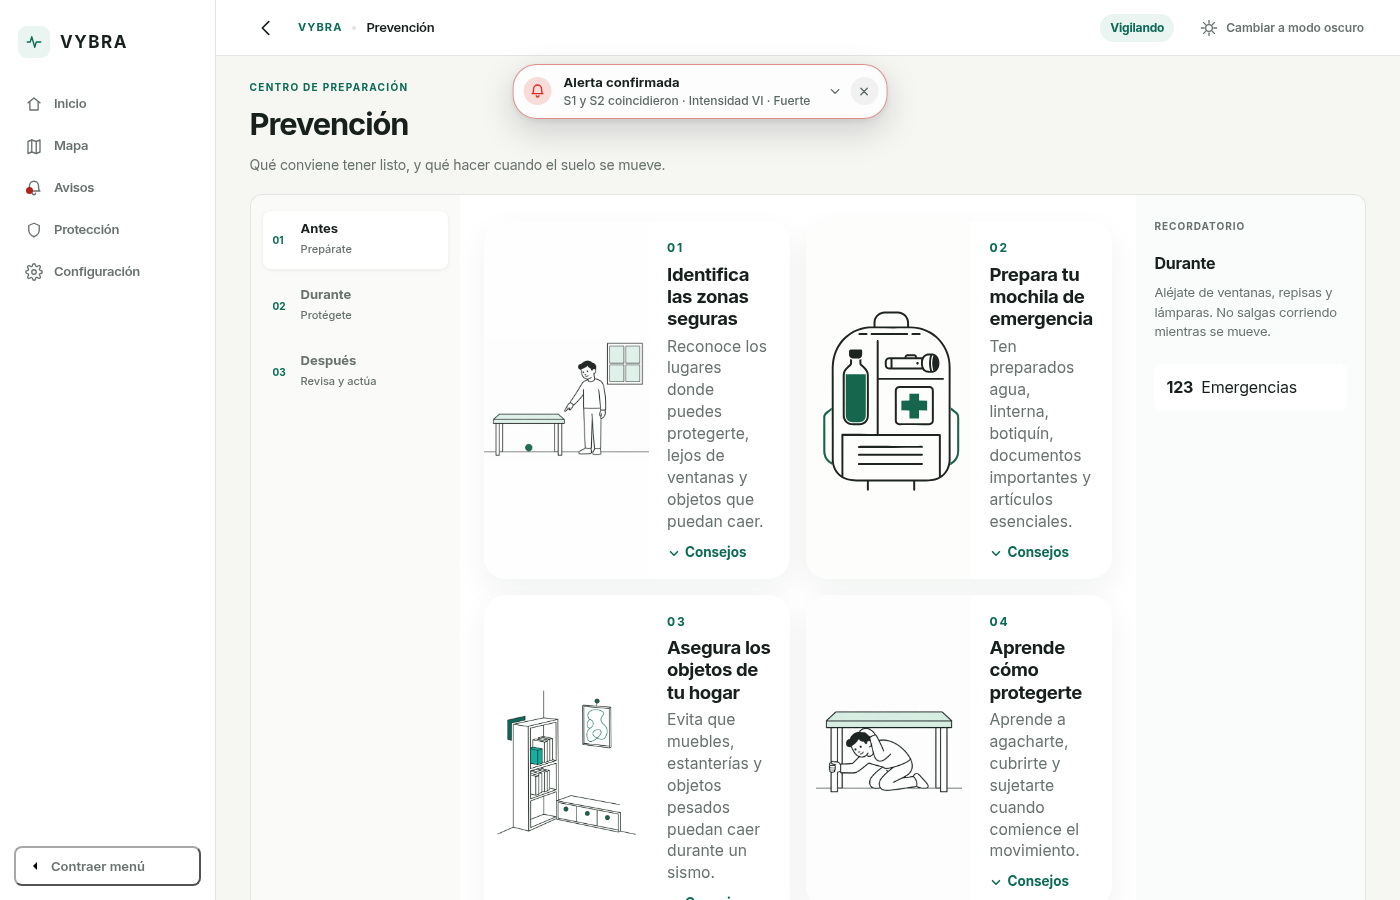 VYBRA
Inicio
Mapa
Avisos
Protección
Configuración
Contraer menú
VYBRA
Prevención
Vigilando
Cambiar a modo oscuro
Alerta confirmada
S1 y S2 coincidieron · Intensidad VI · Fuerte
CENTRO DE PREPARACIÓN
Prevención
Qué conviene tener listo, y qué hacer cuando el suelo se mueve.
01
Antes
Prepárate
02
Durante
Protégete
03
Después
Revisa y actúa
01
Identifica
las zonas
seguras
Reconoce los
lugares
donde
puedes
protegerte,
lejos de
ventanas y
objetos que
puedan caer.
Consejos
02
Prepara tu
mochila de
emergencia
Ten
preparados
agua,
linterna,
botiquín,
documentos
importantes y
artículos
esenciales.
Consejos
03
Asegura los
objetos de
tu hogar
Evita que
muebles,
estanterías y
objetos
pesados
puedan caer
durante un
sismo.
04
Aprende
cómo
protegerte
Aprende a
agacharte,
cubrirte y
sujetarte
cuando
comience el
movimiento.
Consejos
RECORDATORIO
Durante
Aléjate de ventanas, repisas y
lámparas. No salgas corriendo
mientras se mueve.
123 Emergencias